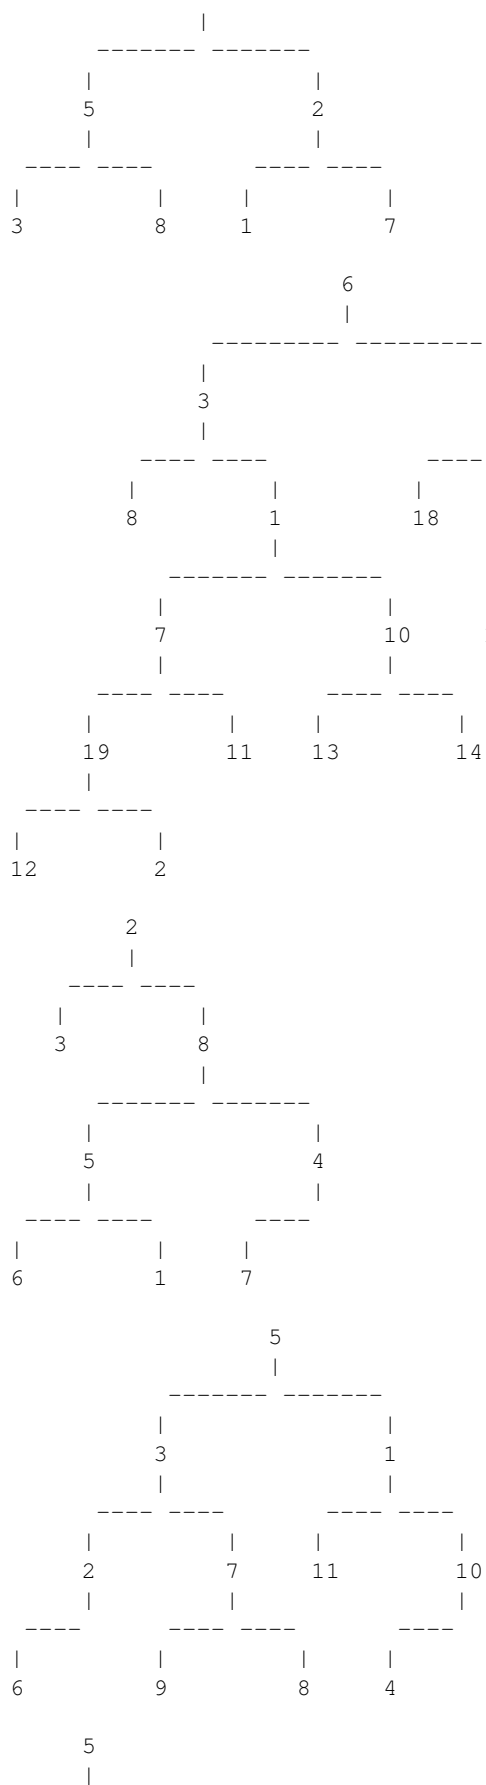 |
------- -------
| |
5 2
| |
---- ---- ---- ----
| | | |
3 8 1 7
6
|
--------- ---------
|
3
|
---- ---- ----
| | |
8 1 18
|
------- -------
| |
7 10
| |
---- ---- ---- ----
| | | |
19 11 13 14
|
---- ----
| |
12 2
2
|
---- ----
| |
3 8
|
------- -------
| |
5 4
| |
---- ---- ----
| | |
6 1 7
5
|
------- -------
| |
3 1
| |
---- ---- ---- ----
| | | |
2 7 11 10
| | |
---- ---- ---- ----
| | | |
6 9 8 4
5
|